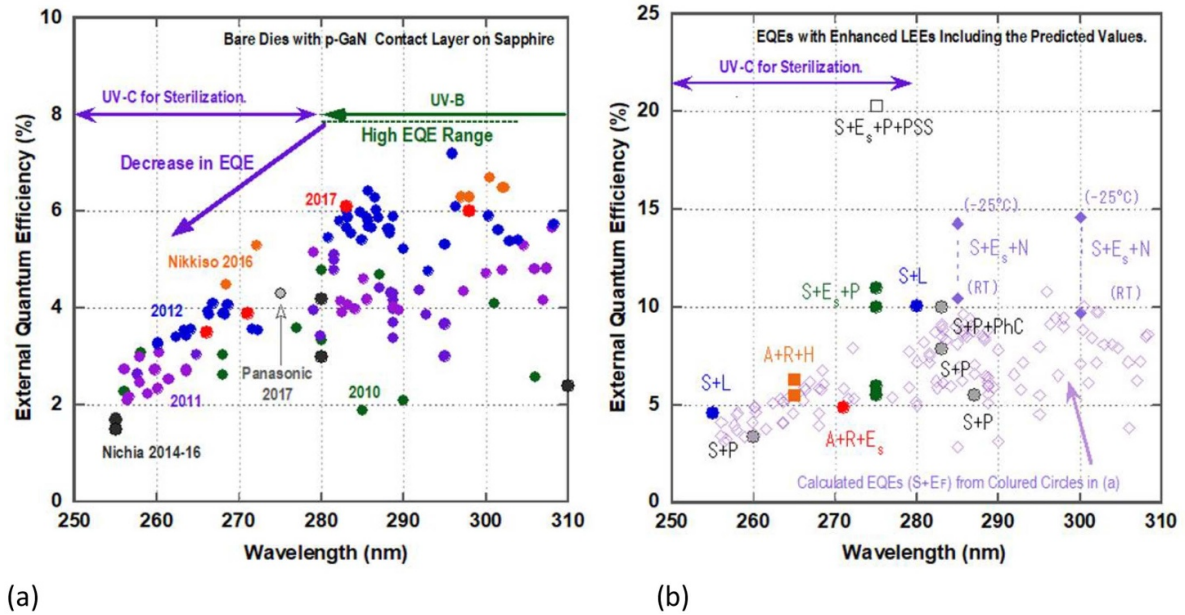 Bare Dies with p-GaN Contact Layer on Sapphire
UV-C for Sterilization.
UV-B
High EQE Range
Decrease in EQE
2017
Nikkiso 2016
2012
Panasonic
2017
2011
2010
Nichia 2014-16
External Quantum Efficiency (%)
10
8
6
4
2
0
250 260 270 280 290 300 310
Wavelength (nm)
(a)
EQEs with Enhanced LEEs Including the Predicted Values.
UV-C for Sterilization.
S+Es+P+PSS
(-25°C)
(-25°C)
S+Es+N
S+Es+N
S+L
S+Es+P
(RT)
(RT)
S+P+PhC
A+R+H
S+P
S+L
S+P
A+R+Es
S+P
Calculated EQEs (S+EF) from Colured Circles in (a)
External Quantum Efficiency (%)
25
20
15
10
5
0
250 260 270 280 290 300 310
Wavelength (nm)
(b)